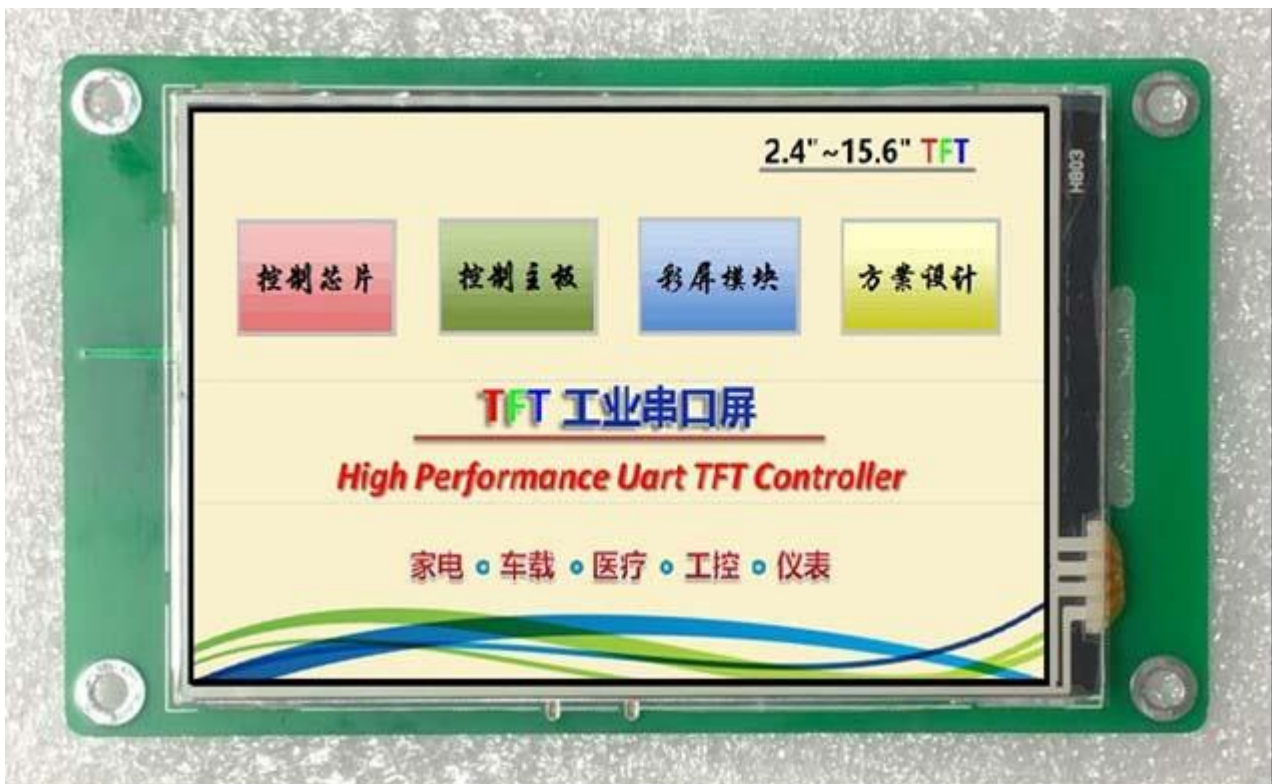 2.4"~15.6" TFT
H803
控制芯片 控制主板 彩屏模块 方案设计
TFT 工业串口屏
High Performance Uart TFT Controller
家电 车载 医疗 工控 仪表